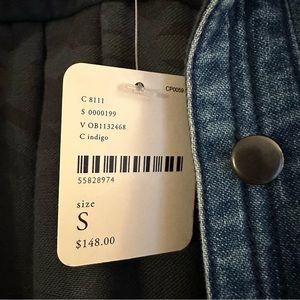 CP0059
C 8111
S 0000199
V OB1132468
C indigo
55828974
size
S
$148.00